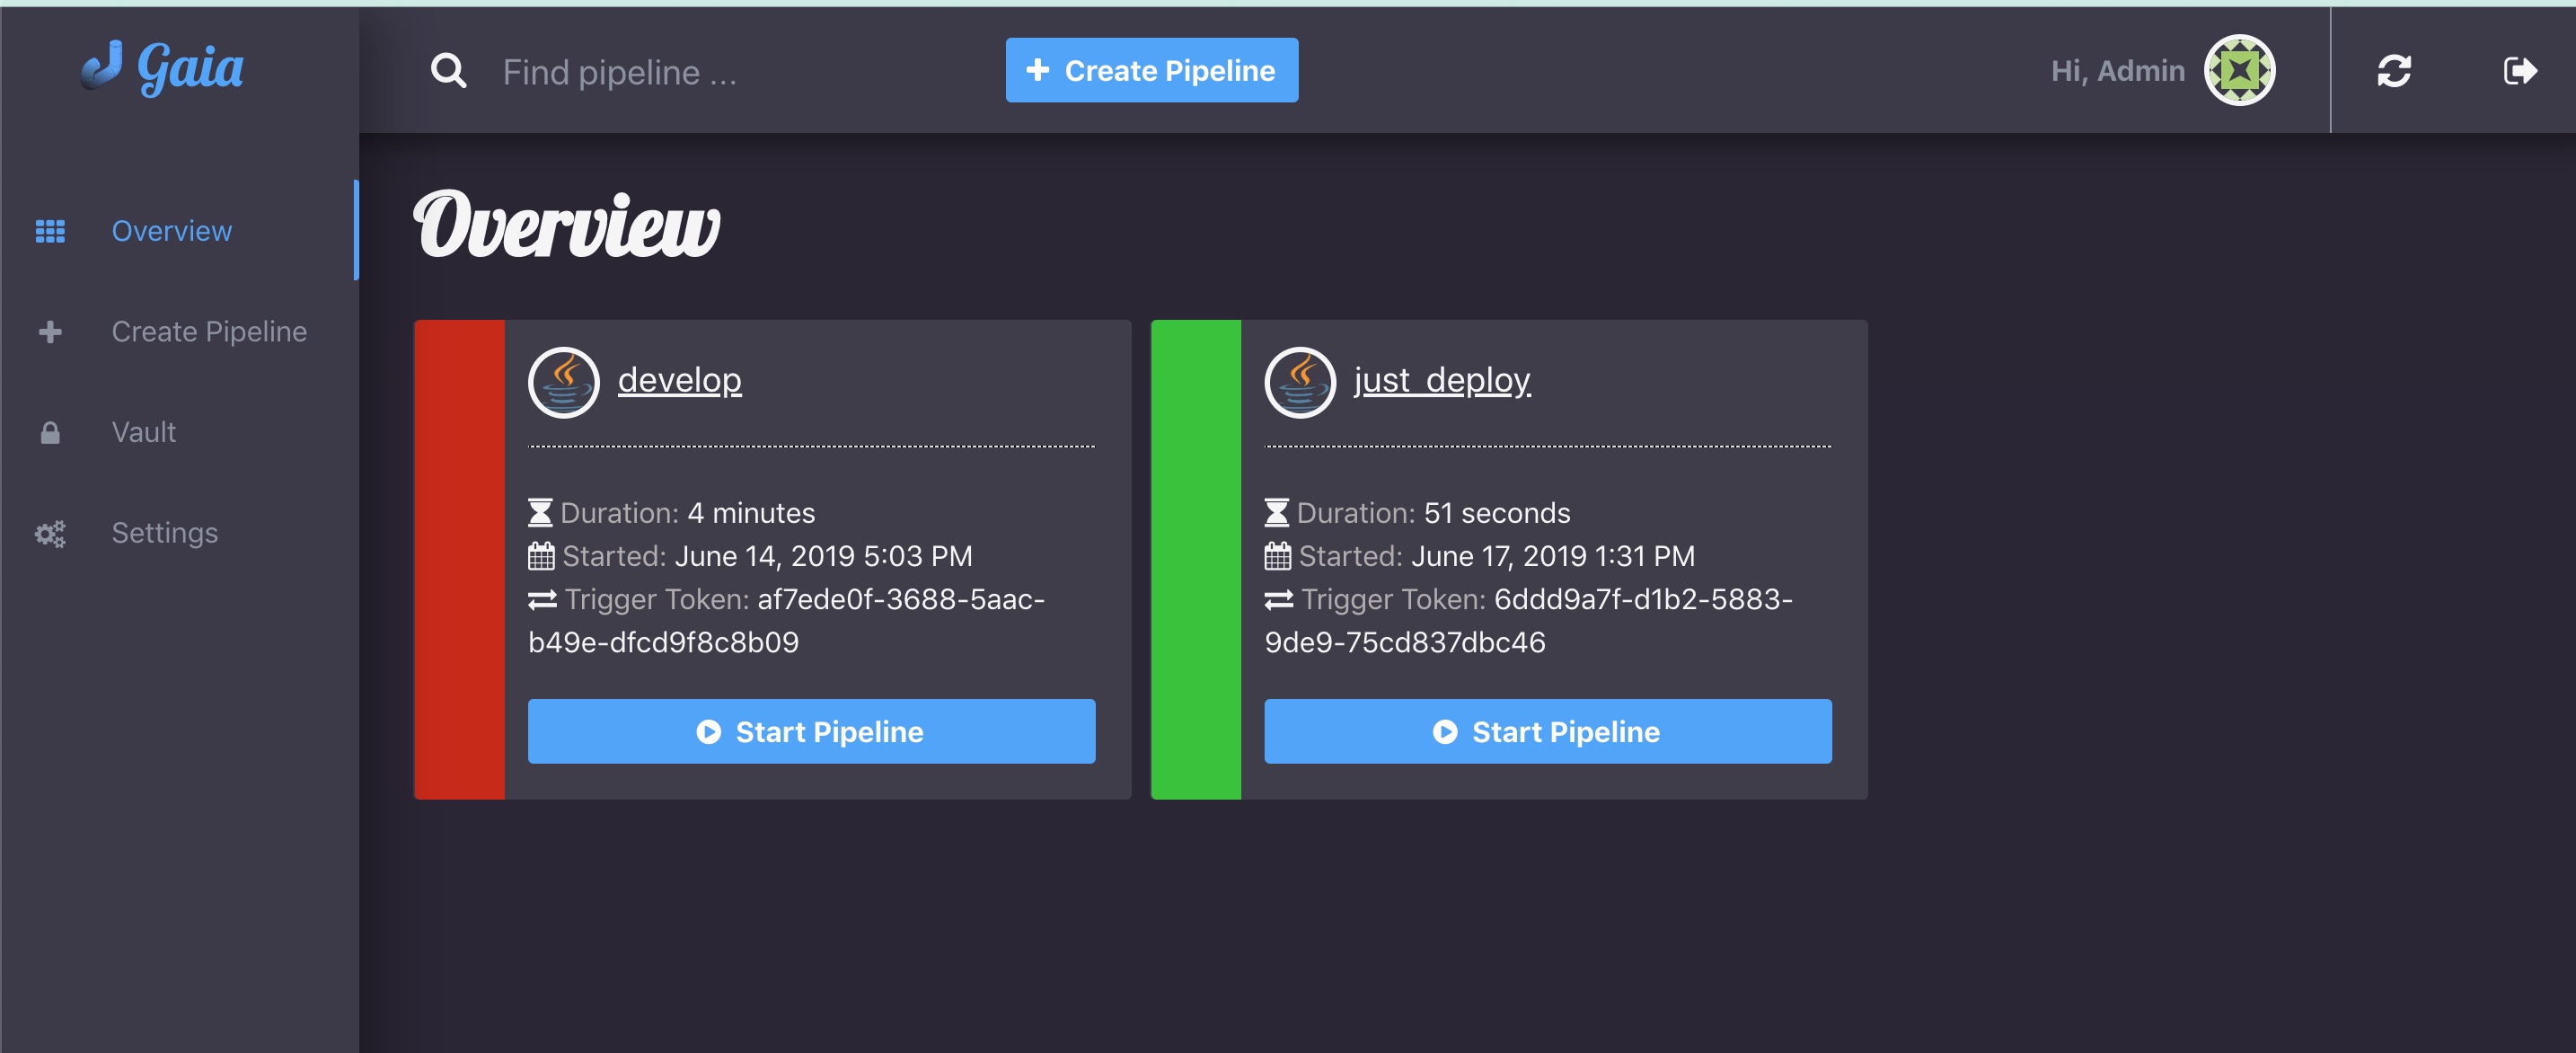 Gaia
Find pipeline ...
Create Pipeline
Hi, Admin
Overview
Create Pipeline
Vault
Settings
Overview
develop
Duration: 4 minutes
Started: June 14, 2019 5:03 PM
Trigger Token: af7ede0f-3688-5aac-
b49e-dfcd9f8c8b09
Start Pipeline
just_deploy
Duration: 51 seconds
Started: June 17, 2019 1:31 PM
Trigger Token: 6ddd9a7f-d1b2-5883-
9de9-75cd837dbc46
Start Pipeline